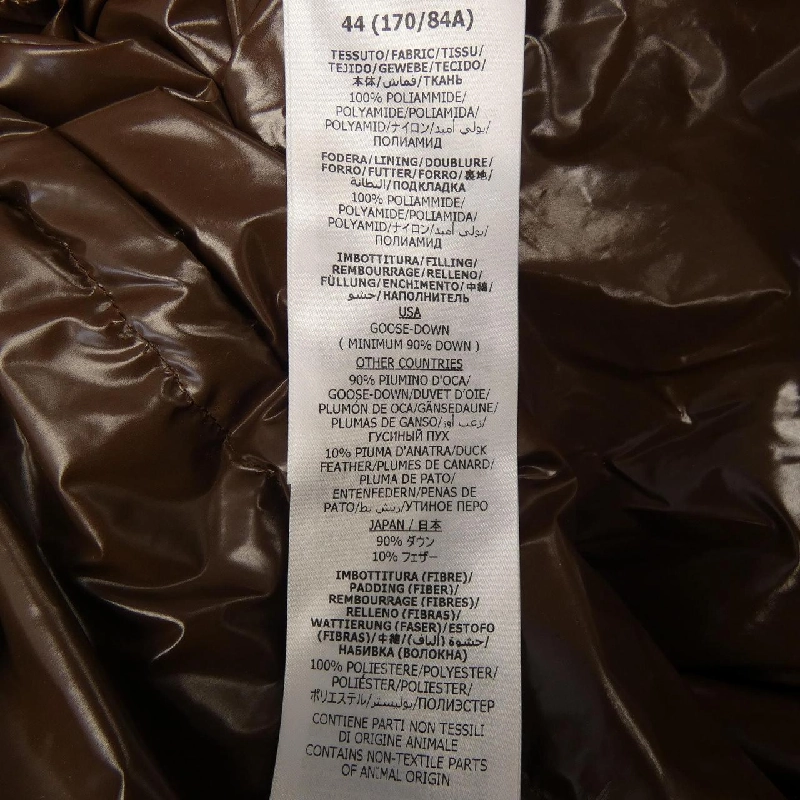 44 (170/84A)
TESSUTO/FABRIC/TISSU/
TEJIDO/GEWEBE/TECIDO/
本体/قماش/ТКАНЬ
100% POLIAMMIDE/
POLYAMIDE/POLIAMIDA/
POLYAMID/ナイロン/بولي أميد/
ПОЛИАМИД
FODERA/LINING/DOUBLURE/
FORRO/FUTTER/FORRO/裏地/
البطانة/ПОДКЛАДКА
100% POLIAMMIDE/
POLYAMIDE/POLIAMIDA/
POLYAMID/ナイロン/بولي أميد/
ПОЛИАМИД
IMBOTTITURA/FILLING/
REMBOURRAGE/RELLENO/
FÜLLUNG/ENCHIMENTO/中綿/
حشو/НАПОЛНИТЕЛЬ
USA
GOOSE-DOWN
( MINIMUM 90% DOWN )
OTHER COUNTRIES
90% PIUMINO D'OCA/
GOOSE-DOWN/DUVET D'OIE/
PLUMÓN DE OCA/GÄNSEDAUNE/
PLUMAS DE GANSO/زغب أوز/
ГУСИНЫЙ ПУХ
10% PIUMA D'ANATRA/DUCK
FEATHER/PLUMES DE CANARD/
PLUMA DE PATO/
ENTENFEDERN/PENAS DE
PATO/ريش بط/УТИНОЕ ПЕРО
JAPAN / 日本
90% ダウン
10% フェザー
IMBOTTITURA (FIBRE)/
PADDING (FIBER)/
REMBOURRAGE (FIBRES)/
RELLENO (FIBRAS)/
WATTIERUNG (FASER)/ESTOFO
(FIBRAS)/中綿/حشوة (ألياف)/
НАБИВКА (ВОЛОКНА)
100% POLIESTERE/POLYESTER/
POLIÉSTER/POLIESTER/
ポリエステル/بوليستر/ПОЛИЭСТЕР
CONTIENE PARTI NON TESSILI
DI ORIGINE ANIMALE
CONTAINS NON-TEXTILE PARTS
OF ANIMAL ORIGIN